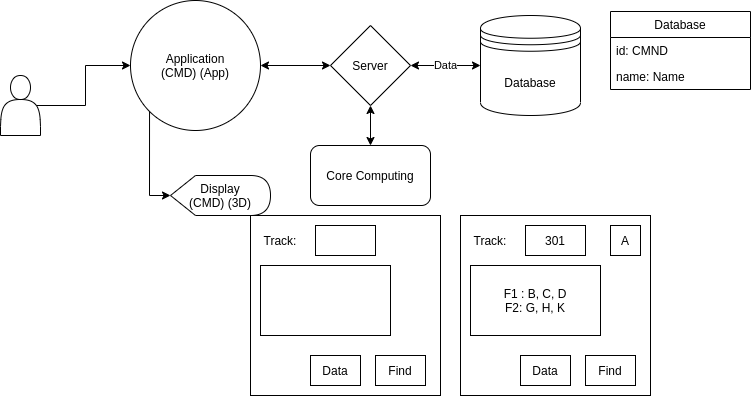 Application
(CMD) (App)
Server
Data
Database
Database
id: CMND
name: Name
Core Computing
Display
(CMD) (3D)
Track:
Track:
301
A
F1 : B, C, D
F2: G, H, K
Data
Find
Data
Find